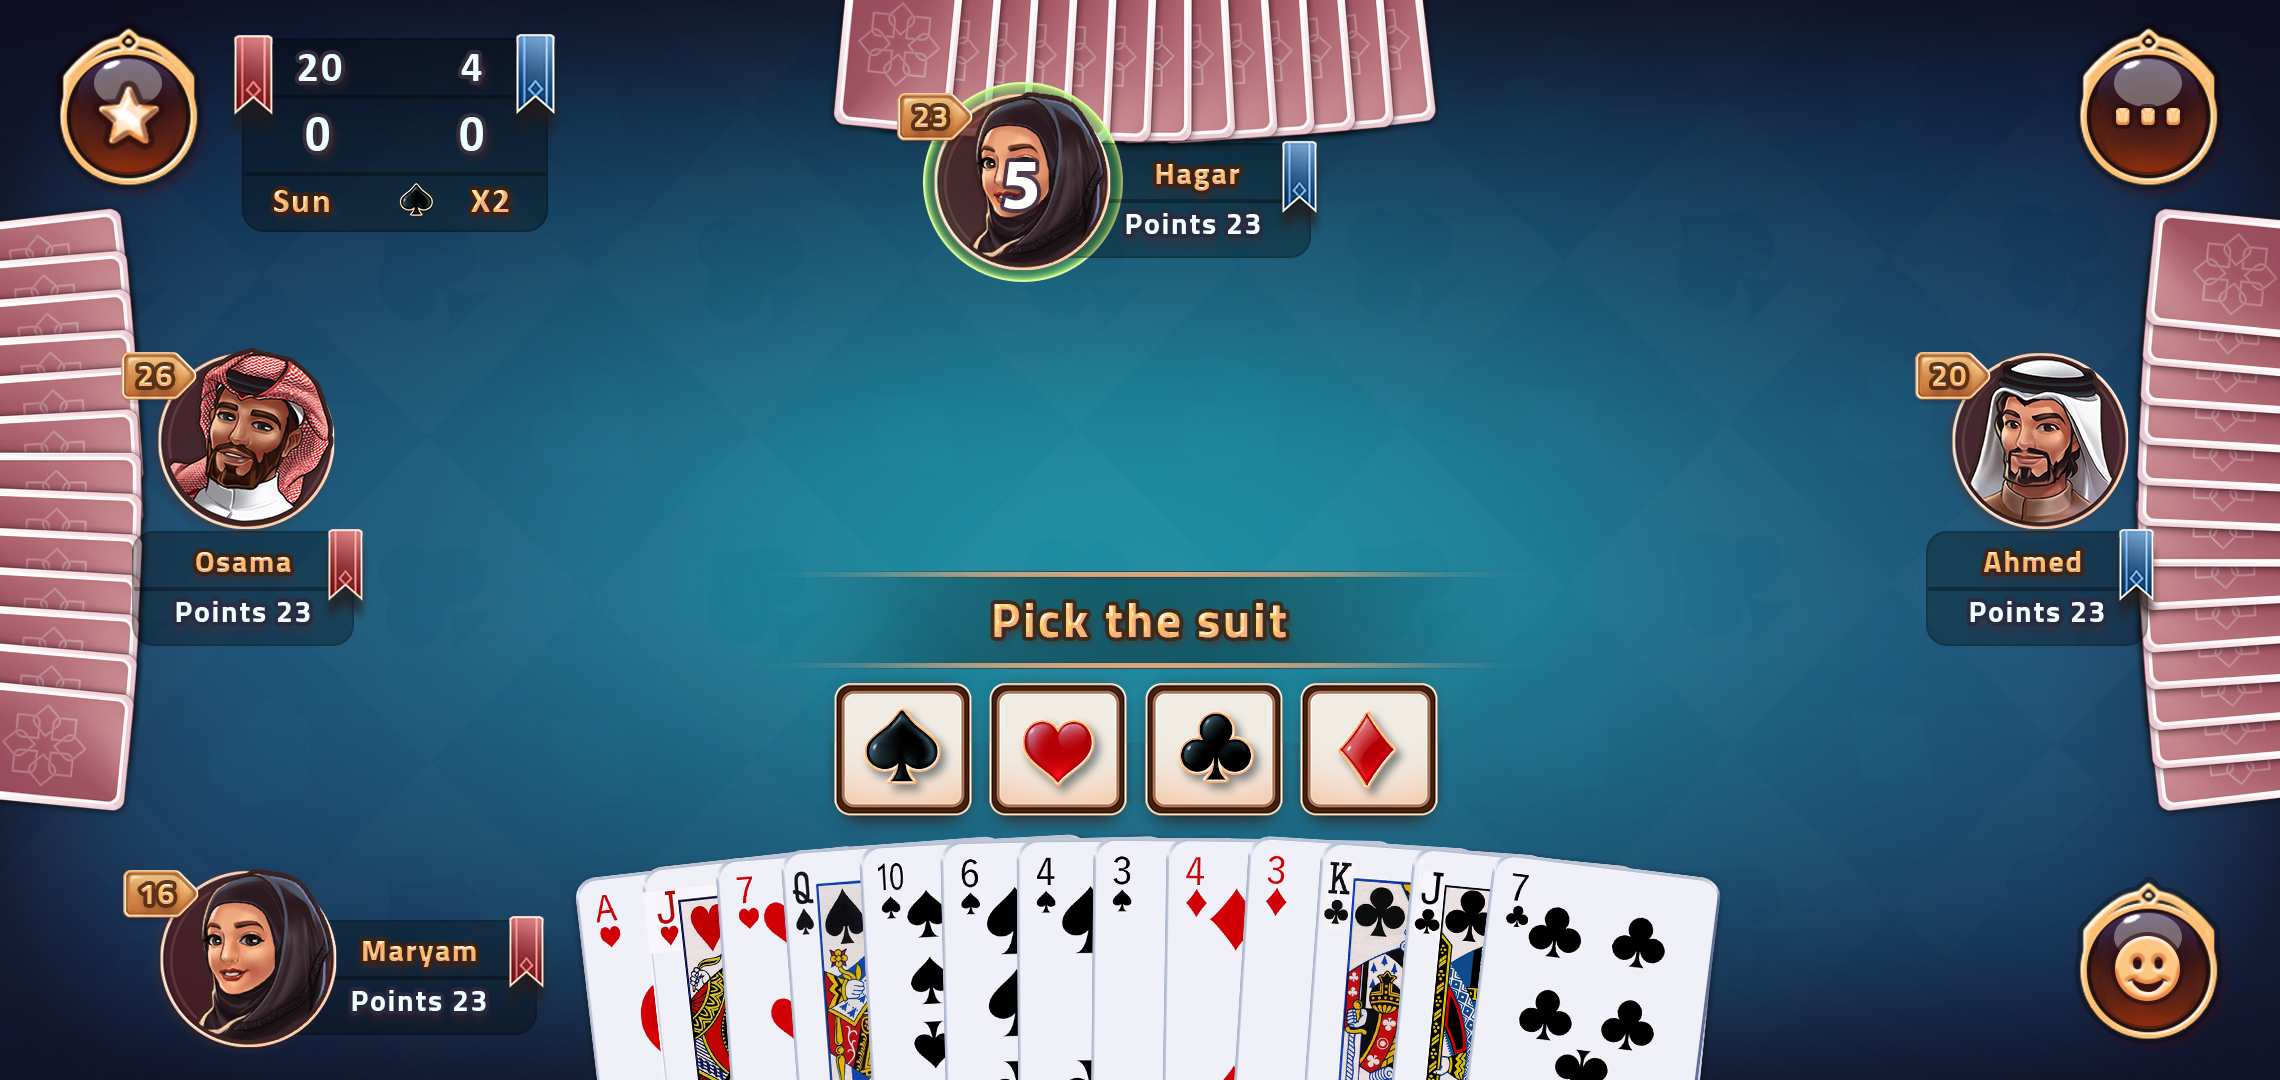 20 4
0 0
Sun X2
23
5
Hagar
Points 23
26
Osama
Points 23
20
Ahmed
Points 23
Pick the suit
16
Maryam
Points 23
A J 7 Q 10 6 4 3 4 3 K J 7